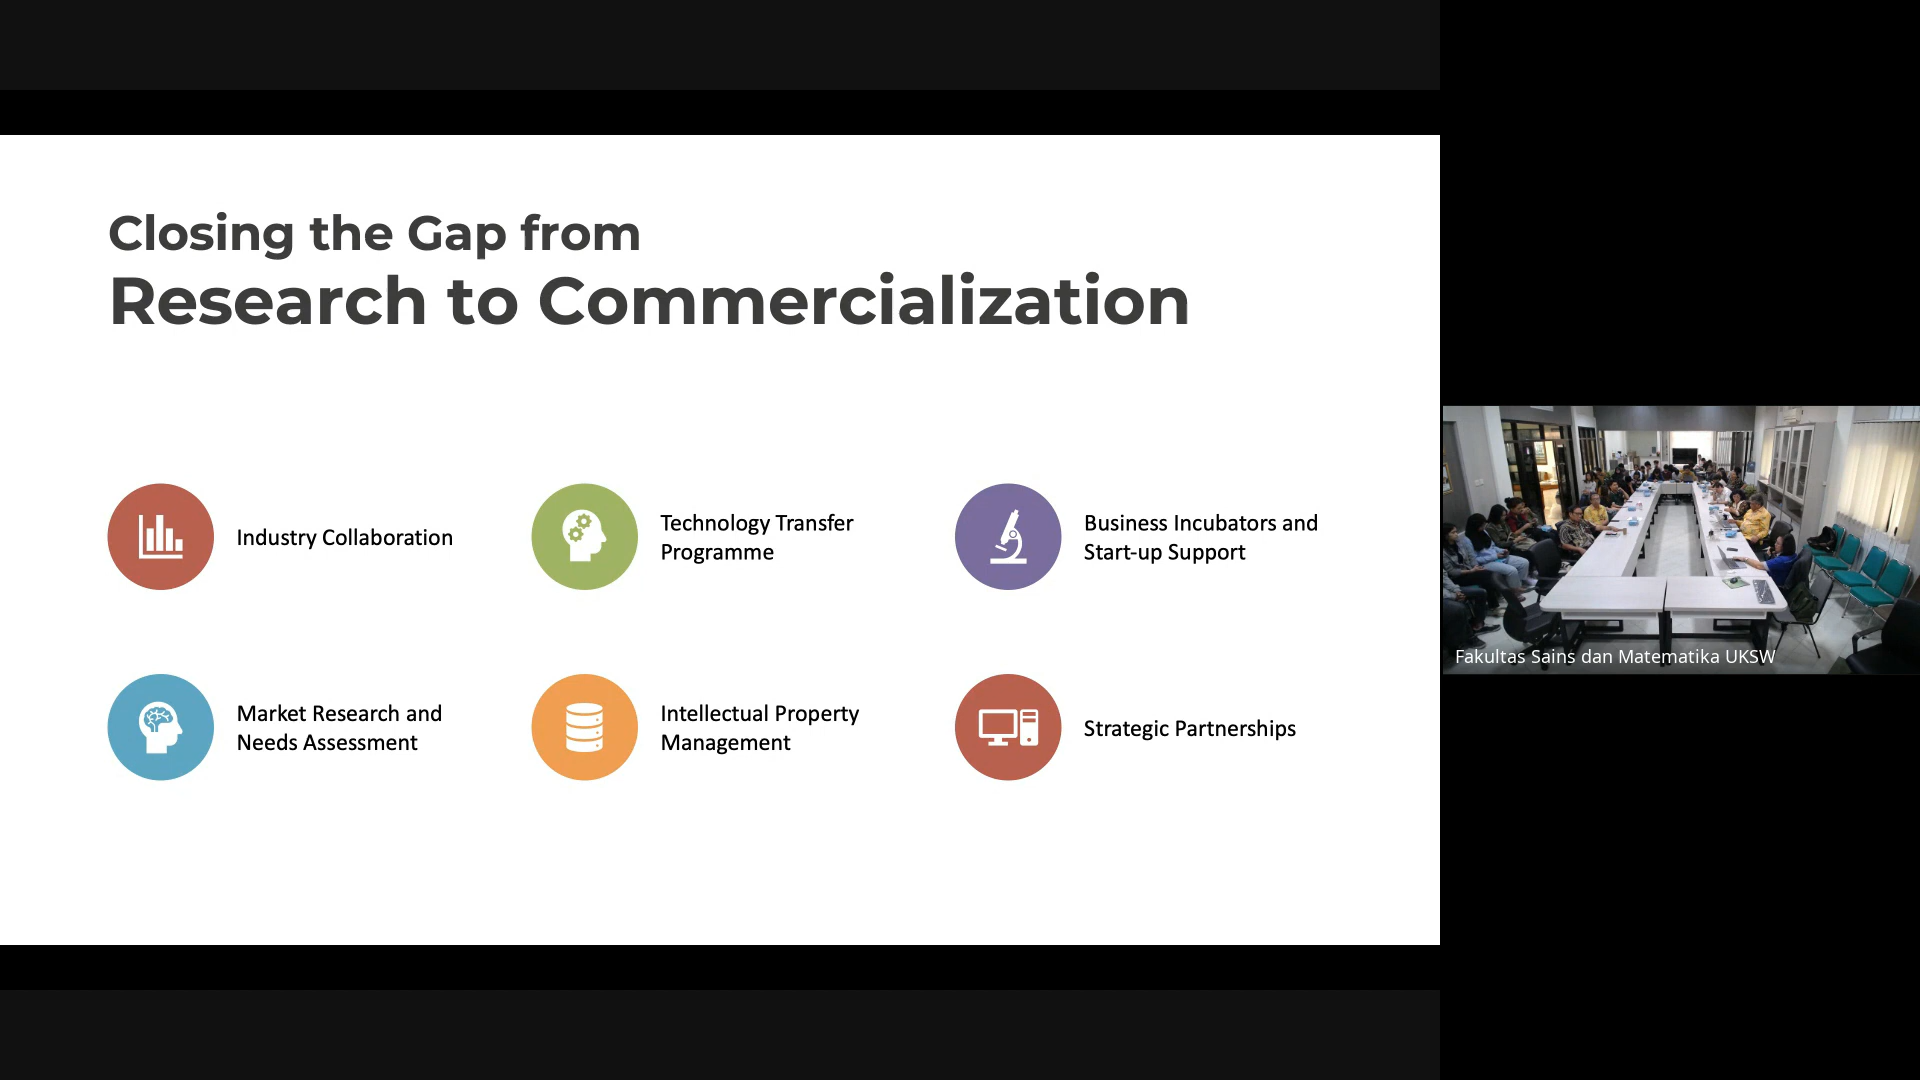 Closing the Gap from
Research to Commercialization
Industry Collaboration
Technology Transfer
Programme
Business Incubators and
Start-up Support
Market Research and
Needs Assessment
Intellectual Property
Management
Strategic Partnerships
Fakultas Sains dan Matematika UKSW